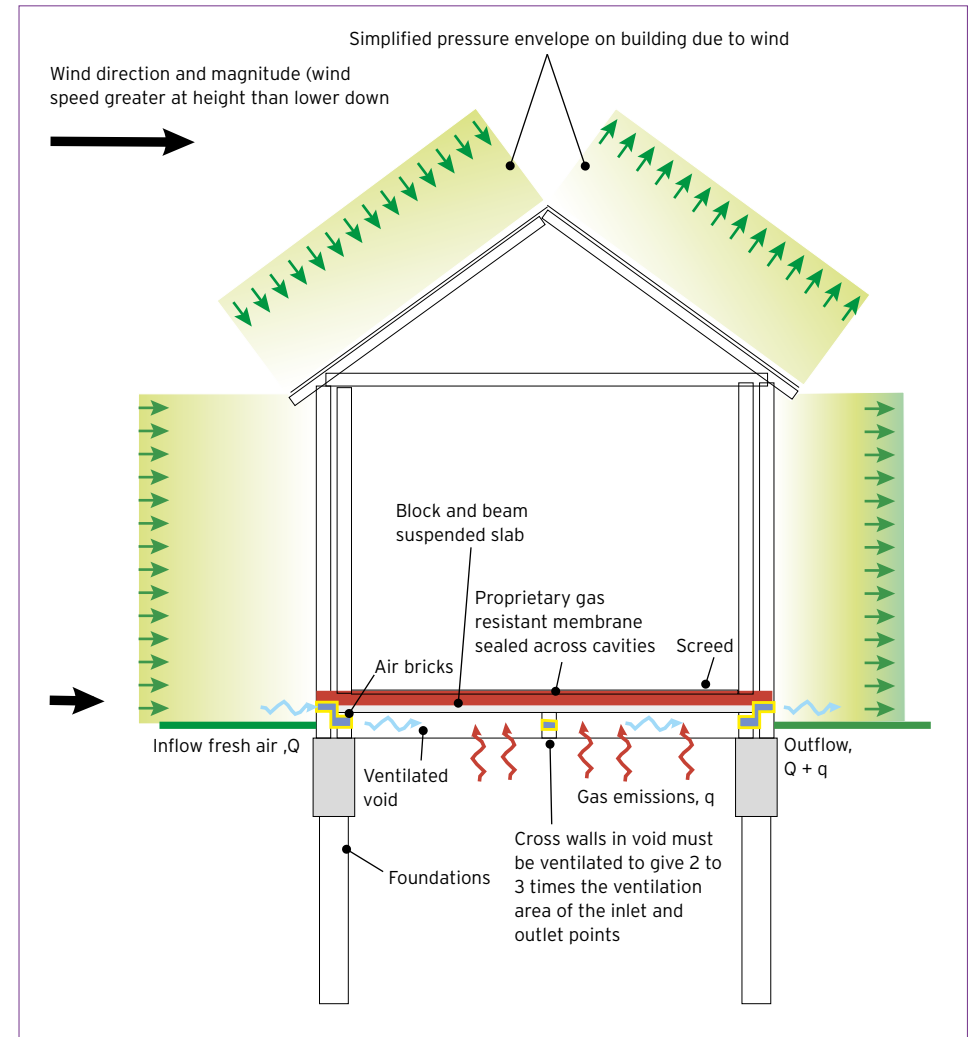 Simplified pressure envelope on building due to wind
Wind direction and magnitude (wind
speed greater at height than lower down
Block and beam
suspended slab
Proprietary gas
resistant membrane
sealed across cavities
Screed
Air bricks
Inflow fresh air ,Q
Outflow,
Q + q
Ventilated
void
Gas emissions, q
Cross walls in void must
be ventilated to give 2 to
3 times the ventilation
area of the inlet and
outlet points
Foundations